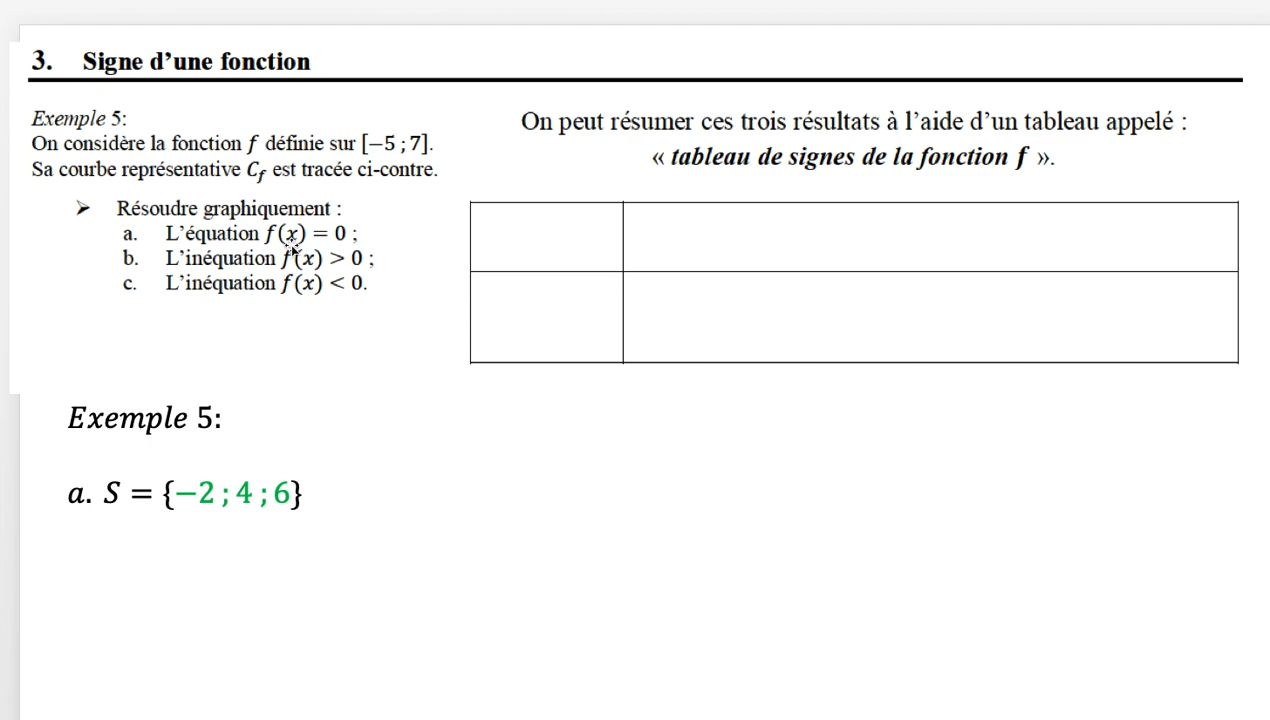 3. Signe d'une fonction
Exemple 5:
On considère la fonction f définie sur [−5 ; 7].
Sa courbe représentative C_f est tracée ci-contre.
➤ Résoudre graphiquement :
a. L'équation f(x) = 0 ;
b. L'inéquation f(x) > 0 ;
c. L'inéquation f(x) < 0.
On peut résumer ces trois résultats à l'aide d'un tableau appelé :
« tableau de signes de la fonction f ».
Exemple 5:
a. S = {−2 ; 4 ; 6}